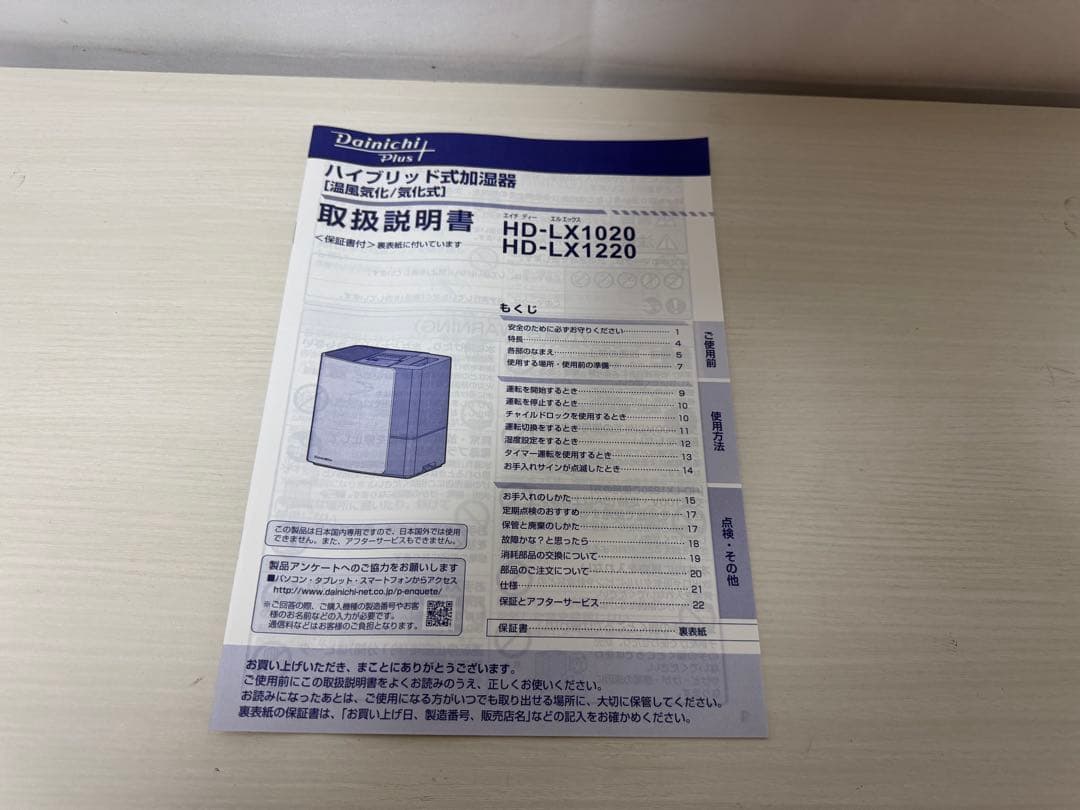 Dainichi
Plus
ハイブリッド式加湿器
[温風気化/気化式]
取扱説明書
<保証書付>裏表紙に付いています
エイチ ディー エル エックス
HD-LX1020
HD-LX1220
もくじ
安全のために必ずお守りください 1
特長 4
各部のなまえ 5
使用する場所・使用前の準備 7
ご使用前
運転を開始するとき 9
運転を停止するとき 10
チャイルドロックを使用するとき 10
運転切換をするとき 11
湿度設定をするとき 12
タイマー運転を使用するとき 13
お手入れサインが点滅したとき 14
使用方法
お手入れのしかた 15
定期点検のおすすめ 17
保管と廃棄のしかた 17
故障かな?と思ったら 18
消耗部品の交換について 19
部品のご注文について 20
仕様 21
保証とアフターサービス 22
点検・その他
保証書 裏表紙
この製品は日本国内専用ですので、日本国外では使用
できません。また、アフターサービスもできません。
製品アンケートへのご協力をお願いします
■パソコン・タブレット・スマートフォンからアクセス
http://www.dainichi-net.co.jp/p-enquete/
※ご回答の際、ご購入機種の製造番号やお客
様のお名前などの入力が必要です。
通信料などはお客様のご負担となります。
お買い上げいただき、まことにありがとうございます。
ご使用前にこの取扱説明書をよくお読みのうえ、正しくお使いください。
お読みになったあとは、ご使用になる方がいつでも取り出せる場所に、大切に保管してください。
裏表紙の保証書は、「お買い上げ日、製造番号、販売店名」などの記入をお確かめください。